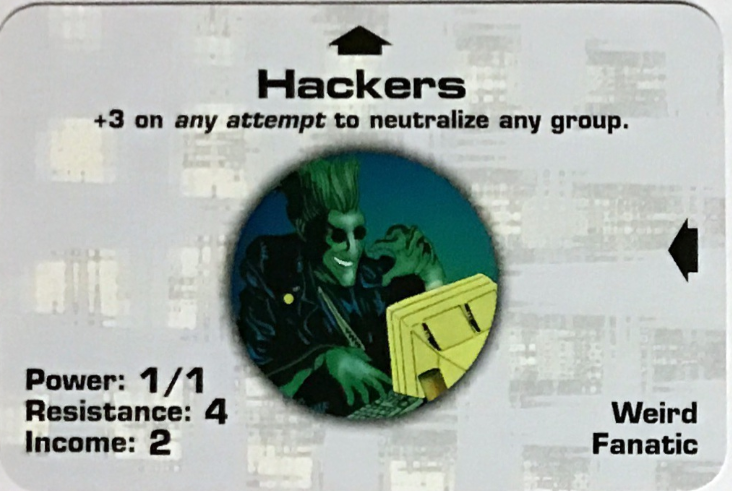 Hackers
+3 on any attempt to neutralize any group.
Power: 1/1
Resistance: 4
Income: 2
Weird
Fanatic